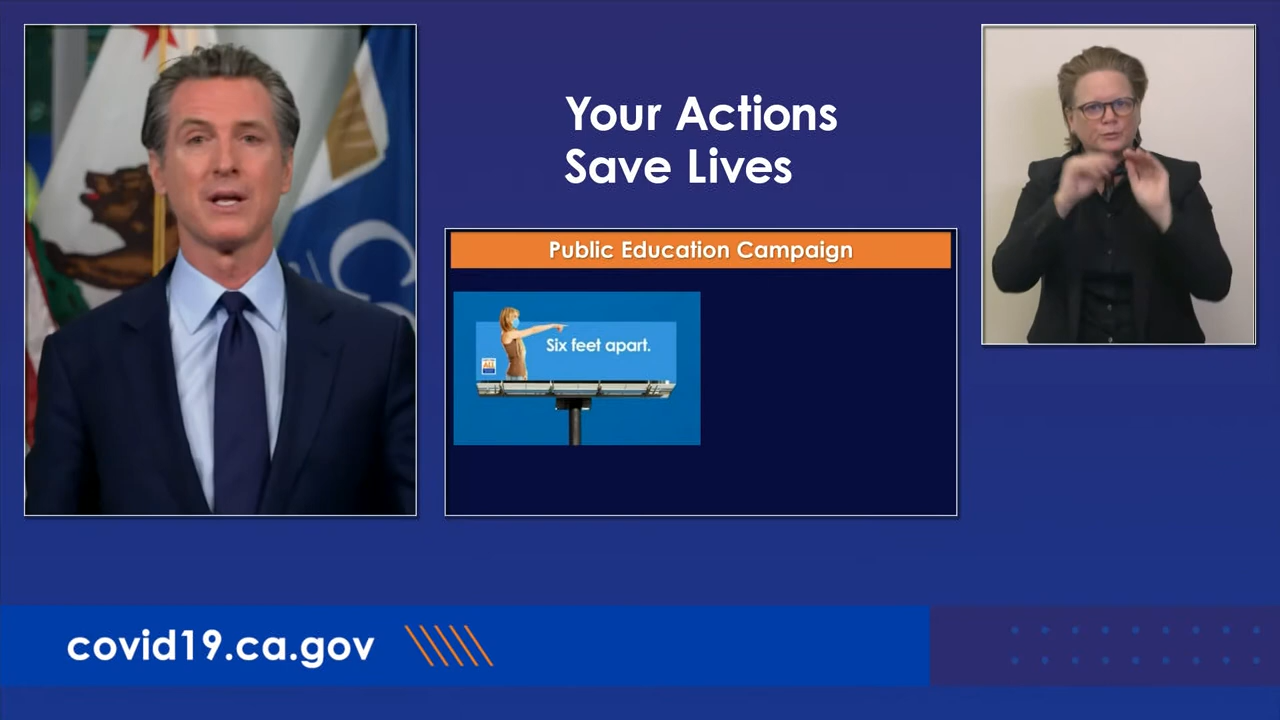 Your Actions
Save Lives
Public Education Campaign
Six feet apart.
covid19.ca.gov